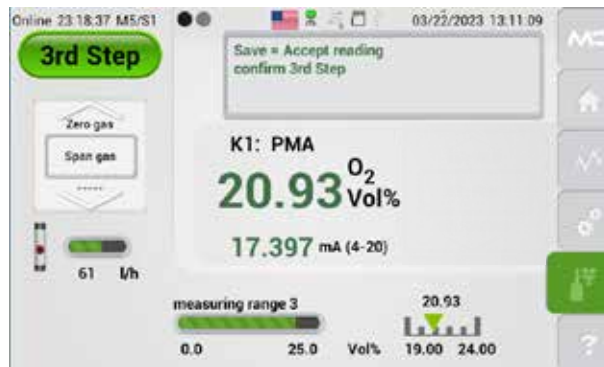 Online 23.18.37 M5/S1
03/22/2023 13:11:09
3rd Step
Save = Accept reading
confirm 3rd Step
Zero gas
Span gas
-----
K1: PMA
20.93 O2 Vol%
17.397 mA (4-20)
61 l/h
measuring range 3
0.0 25.0 Vol%
20.93
19.00 24.00
MC
?